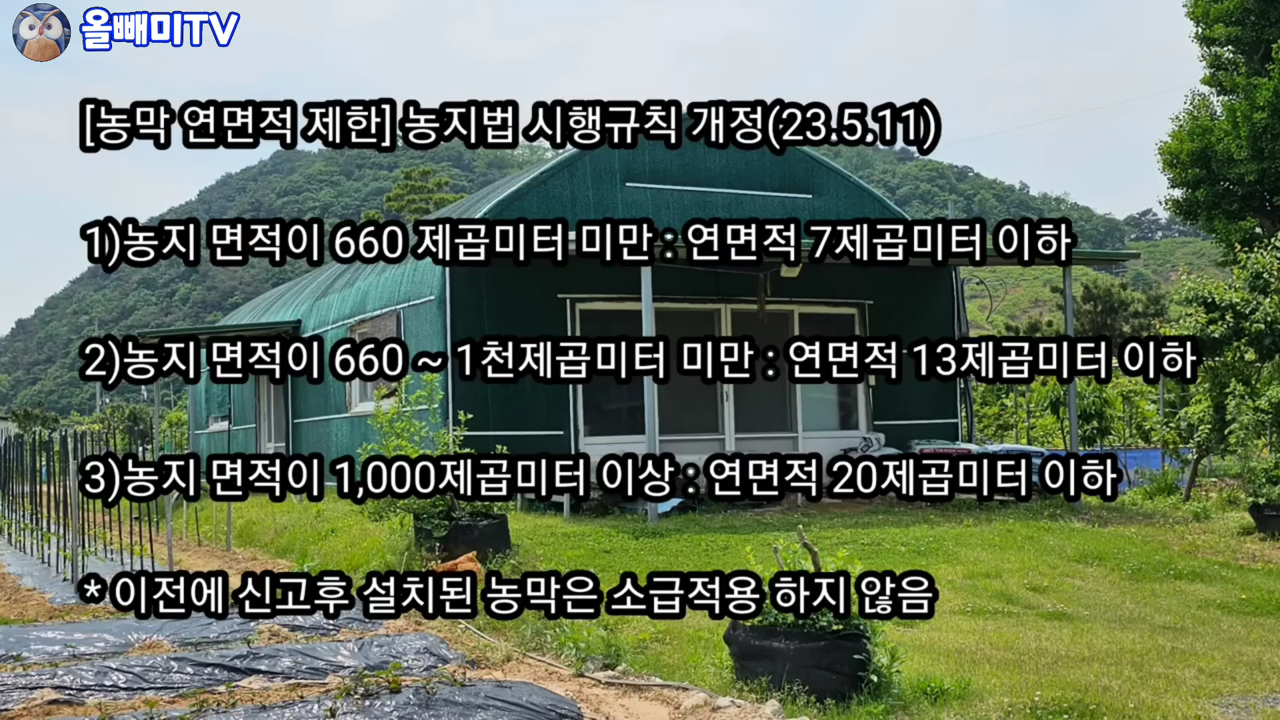 올빼미TV
[농막 연면적 제한] 농지법 시행규칙 개정(23.5.11)
1)농지 면적이 660 제곱미터 미만 : 연면적 7제곱미터 이하
2)농지 면적이 660 ~ 1천제곱미터 미만 : 연면적 13제곱미터 이하
3)농지 면적이 1,000제곱미터 이상 : 연면적 20제곱미터 이하
* 이전에 신고후 설치된 농막은 소급적용 하지 않음